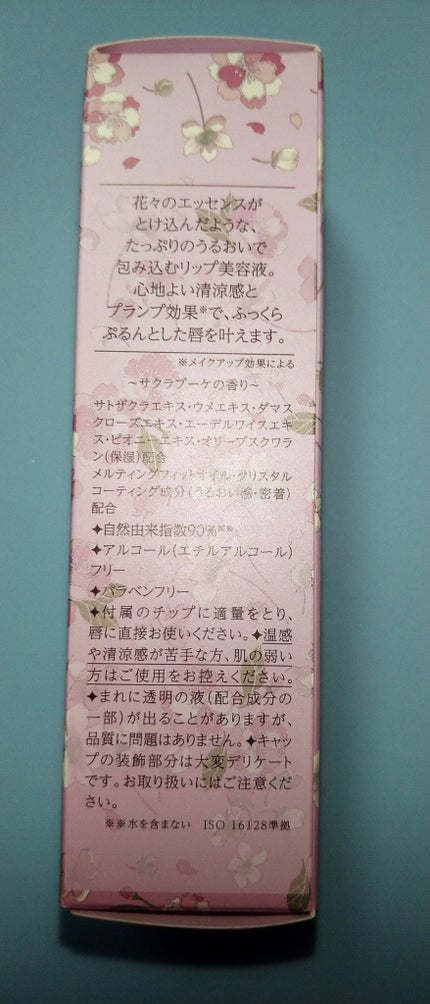 花々のエッセンスが
とけ込んだような、
たっぷりのうるおいで
包み込むリップ美容液。
心地よい清涼感と
プランプ効果※で、ふっくら
ぷるんとした唇を叶えます。
※メイクアップ効果による
~サクラブーケの香り~
サトザクラエキス・ウメエキス・ダマス
クローズエキス・エーデルワイスエキ
ス・ピオニーエキス・オリーブスクワラ
ン(保湿)配合
メルティングフィットオイル・クリスタル
コーティング成分(うるおい感・密着)
配合
✦自然由来指数90%※※
✦アルコール(エチルアルコール)
フリー
✦パラベンフリー
✦付属のチップに適量をとり、
唇に直接お使いください。✦温感
や清涼感が苦手な方、肌の弱い
方はご使用をお控えください。
✦まれに透明の液(配合成分の
一部)が出ることがありますが、
品質に問題はありません。✦キャッ
プの装飾部分は大変デリケート
です。お取り扱いにはご注意くだ
さい。
※※水を含まない ISO 16128準拠